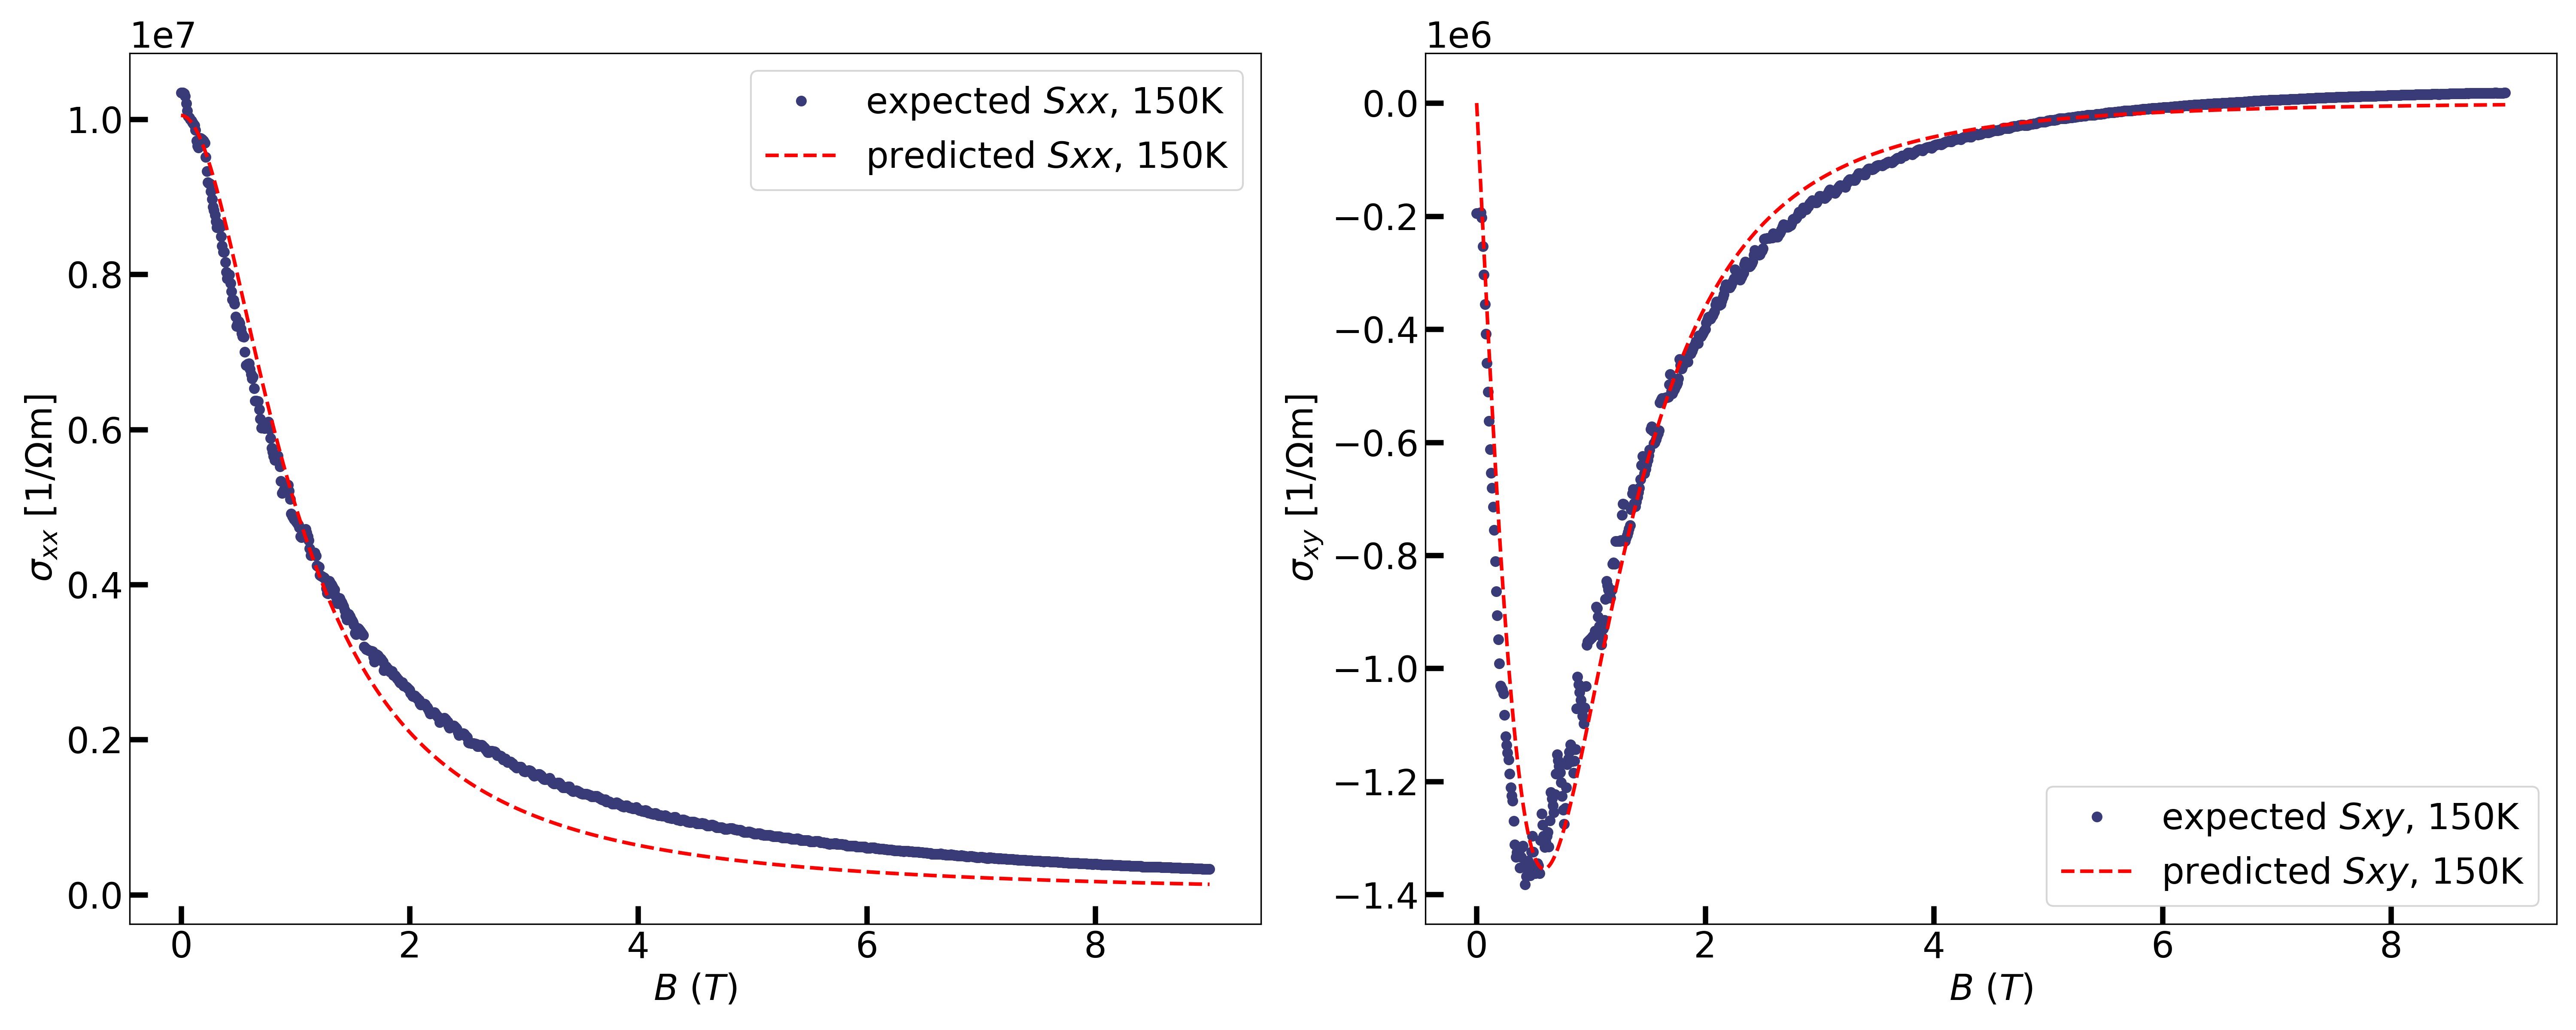 1e7
expected Sxx, 150K
predicted Sxx, 150K
1.0
0.8
0.6
0.4
0.2
0.0
σxx [1/Ωm]
0 2 4 6 8
B (T)
1e6
0.0
−0.2
−0.4
−0.6
−0.8
−1.0
−1.2
−1.4
σxy [1/Ωm]
expected Sxy, 150K
predicted Sxy, 150K
0 2 4 6 8
B (T)